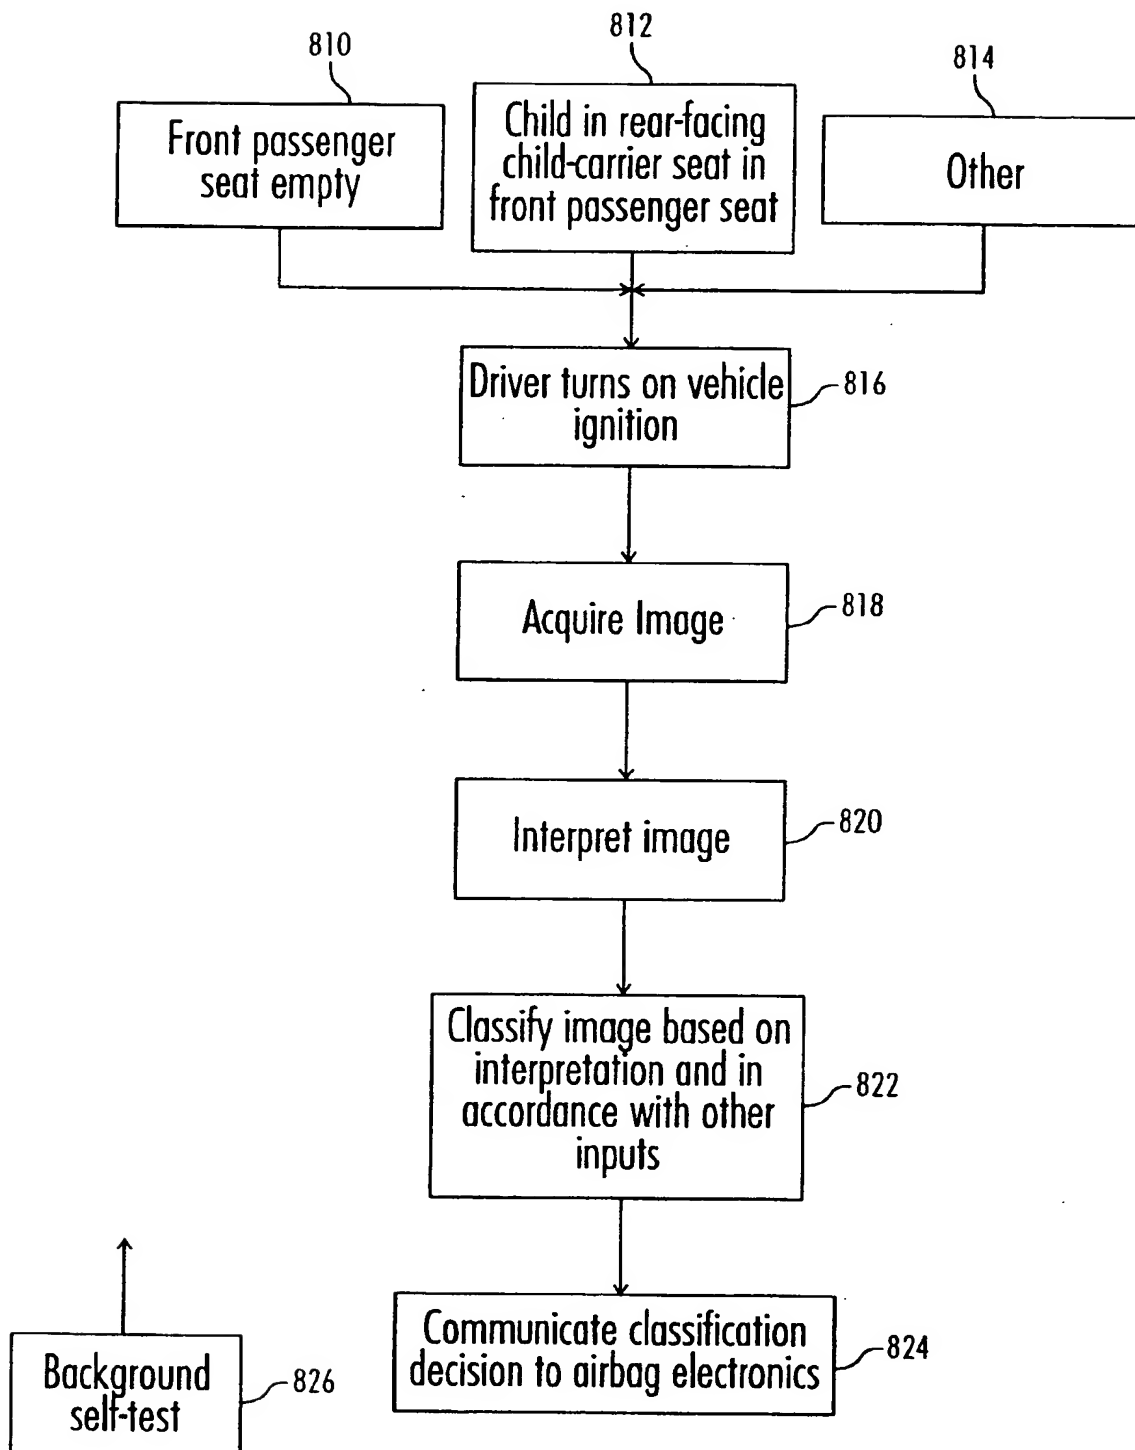 810
812
814
Front passenger
seat empty
Child in rear-facing
child-carrier seat in
front passenger seat
Other
Driver turns on vehicle
ignition
816
Acquire Image
818
Interpret image
820
Classify image based on
interpretation and in
accordance with other
inputs
822
Communicate classification
decision to airbag electronics
824
Background
self-test
826